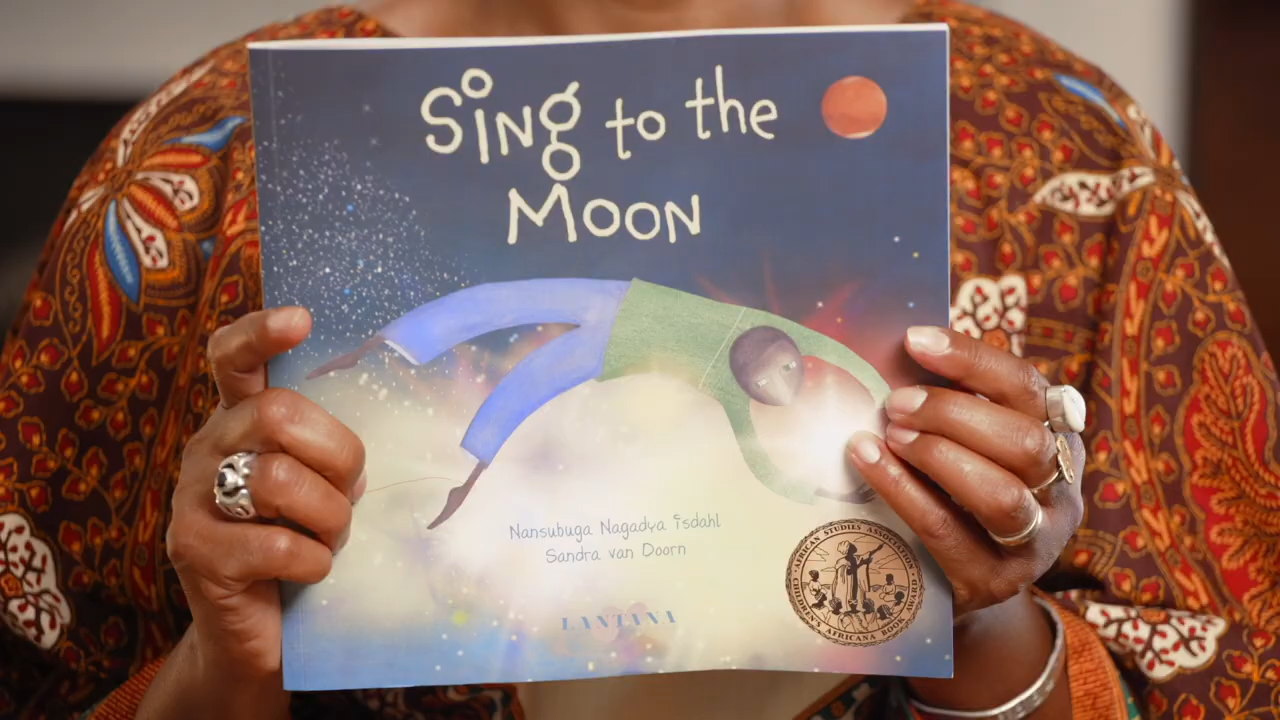 Sing to the
Moon
Nansubuga Nagadya Isdahl
Sandra van Doorn
LANTANA
AFRICAN STUDIES ASSOCIATION
CHILDREN'S AFRICANA BOOK AWARD